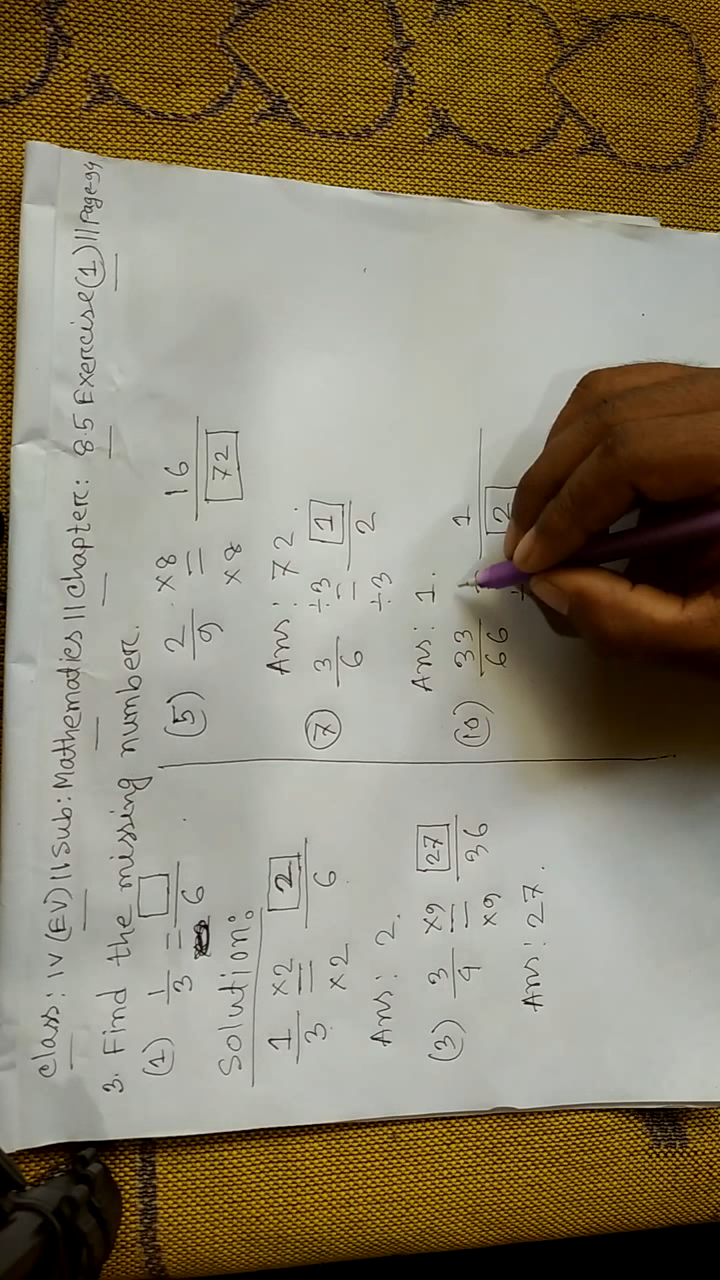 Class: IV (EV) || Sub: Mathematics || Chapter: 8.5 Exercise (1) || Page-94
3. Find the missing number.
(1) 1/3 = □/6
Solution:
1/3 ×2/×2 = 2/6
Ans: 2.
(3) 3/4 ×9/×9 = 27/36
Ans: 27.
(5) 2/9 ×8/×8 = 16/72
Ans: 72.
(7) 3/6 ÷3/÷3 = 1/2
Ans: 1.
(10) 33/66 ÷ 1/2